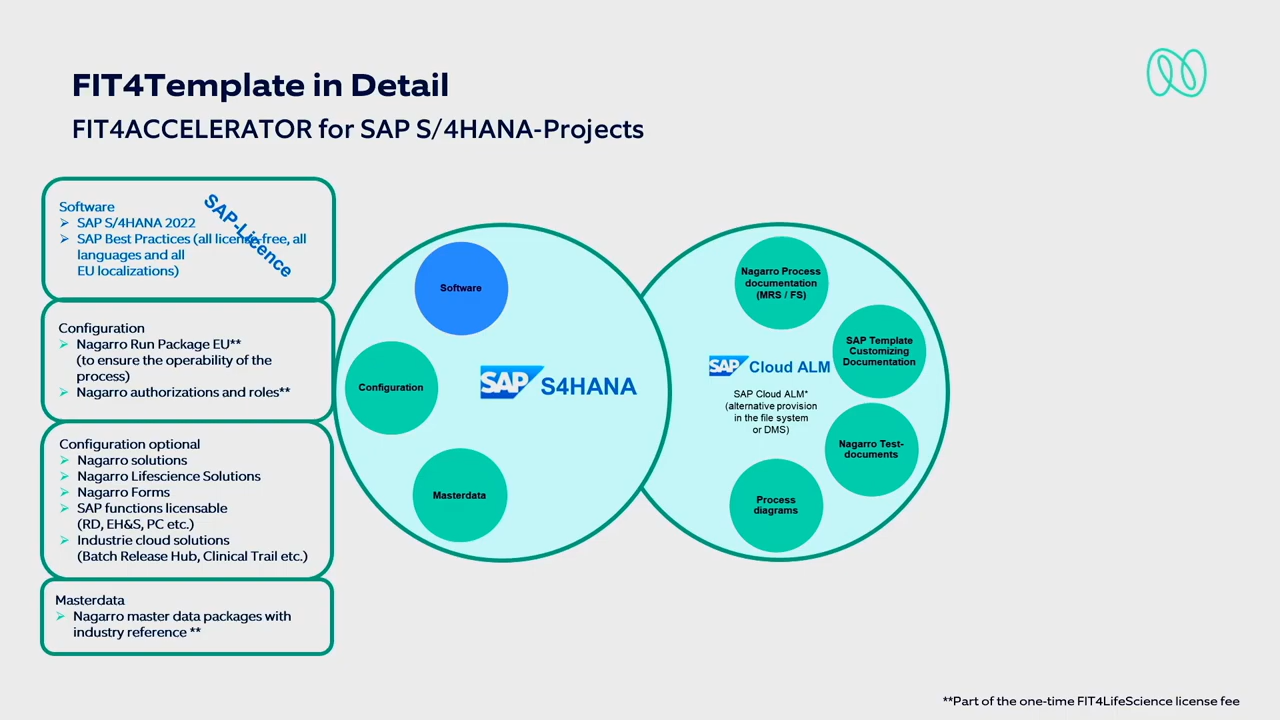 FIT4Template in Detail
FIT4ACCELERATOR for SAP S/4HANA-Projects
Software
SAP S/4HANA 2022
SAP Best Practices (all license-free, all
languages and all
EU localizations)
SAP-Licence
Configuration
Nagarro Run Package EU**
(to ensure the operability of the
process)
Nagarro authorizations and roles**
Configuration optional
Nagarro solutions
Nagarro Lifescience Solutions
Nagarro Forms
SAP functions licensable
(RD, EH&S, PC etc.)
Industrie cloud solutions
(Batch Release Hub, Clinical Trail etc.)
Masterdata
Nagarro master data packages with
industry reference **
Software
Configuration
Masterdata
SAP S4HANA
Nagarro Process
documentation
(MRS / FS)
SAP Template
Customizing
Documentation
SAP Cloud ALM
SAP Cloud ALM*
(alternative provision
in the file system
or DMS)
Nagarro Test-
documents
Process
diagrams
**Part of the one-time FIT4LifeScience license fee